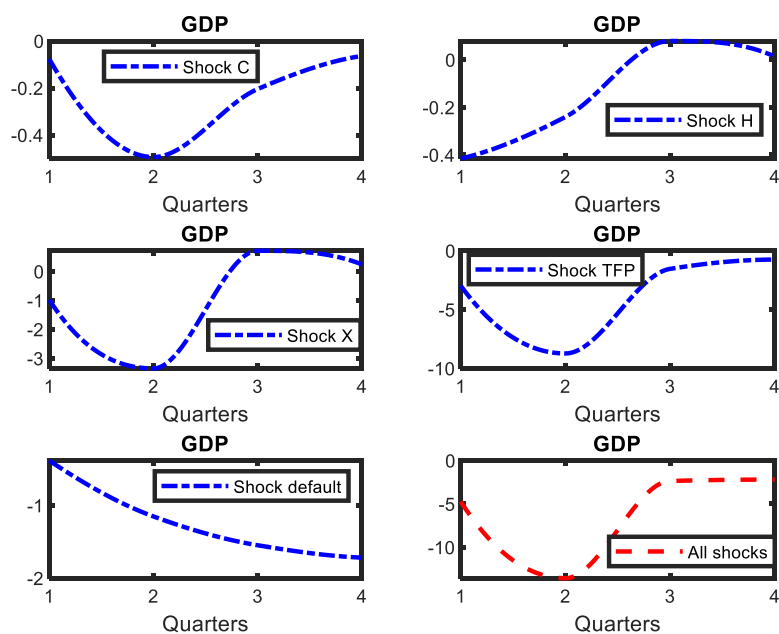 GDP
0
-0.2
-0.4
Shock C
1 2 3 4
Quarters
GDP
0
-0.2
-0.4
Shock H
1 2 3 4
Quarters
GDP
0
-1
-2
-3
Shock X
1 2 3 4
Quarters
GDP
0
-5
-10
Shock TFP
1 2 3 4
Quarters
GDP
-1
-2
Shock default
1 2 3 4
Quarters
GDP
0
-5
-10
All shocks
1 2 3 4
Quarters